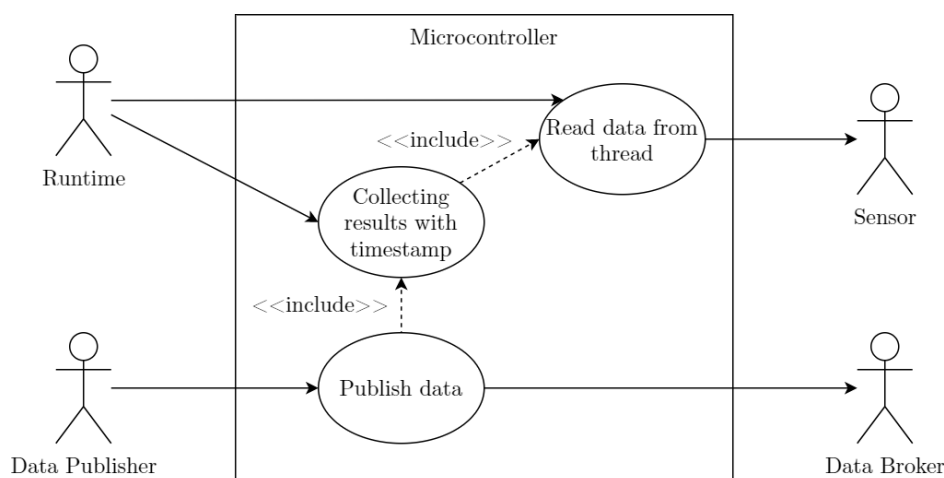 Microcontroller
Read data from
thread
<<include>>
Runtime
Collecting
results with
timestamp
Sensor
<<include>>
Publish data
Data Publisher
Data Broker